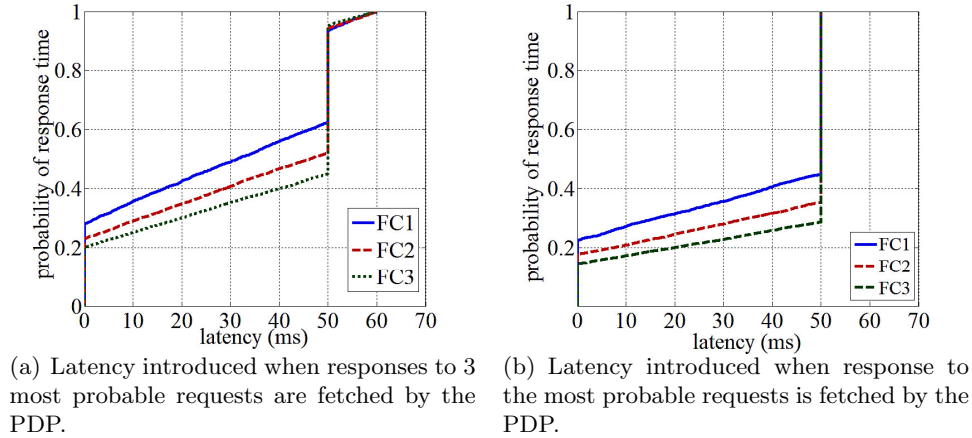 probability of response time
1
0.8
0.6
0.4
0.2
0
0 10 20 30 40 50 60 70
latency (ms)
FC1
FC2
FC3
(a) Latency introduced when responses to 3
most probable requests are fetched by the
PDP.
probability of response time
1
0.8
0.6
0.4
0.2
0
0 10 20 30 40 50 60 70
latency (ms)
FC1
FC2
FC3
(b) Latency introduced when response to
the most probable requests is fetched by the
PDP.